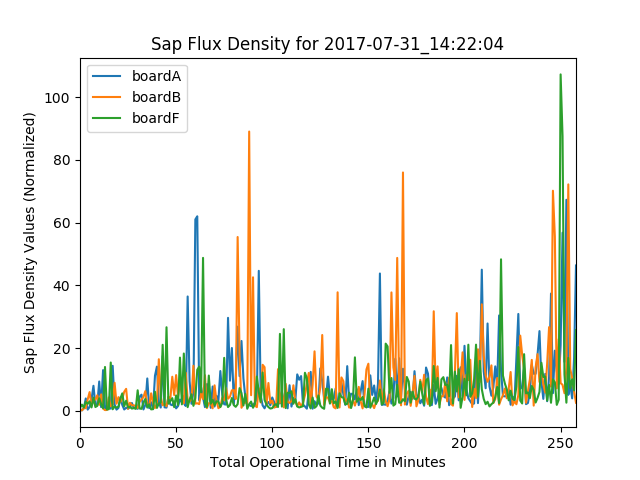 Sap Flux Density for 2017-07-31_14:22:04
boardA
boardB
boardF
Sap Flux Density Values (Normalized)
100
80
60
40
20
0
0 50 100 150 200 250
Total Operational Time in Minutes